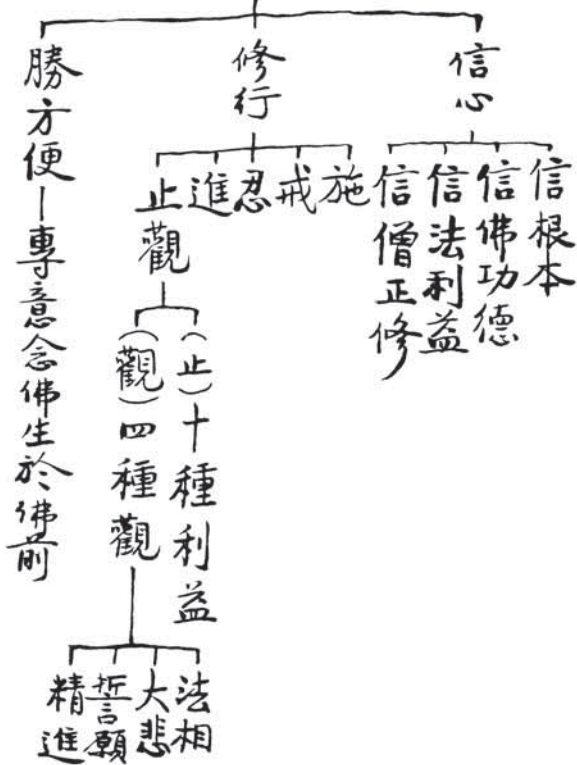 信心
信根本
信佛功德
信法利益
信僧正修
修行
施
戒
忍
進
止觀
(止)十種利益
(觀)四種觀
法相
大悲
誓願
精進
勝方便—專意念佛生於佛前